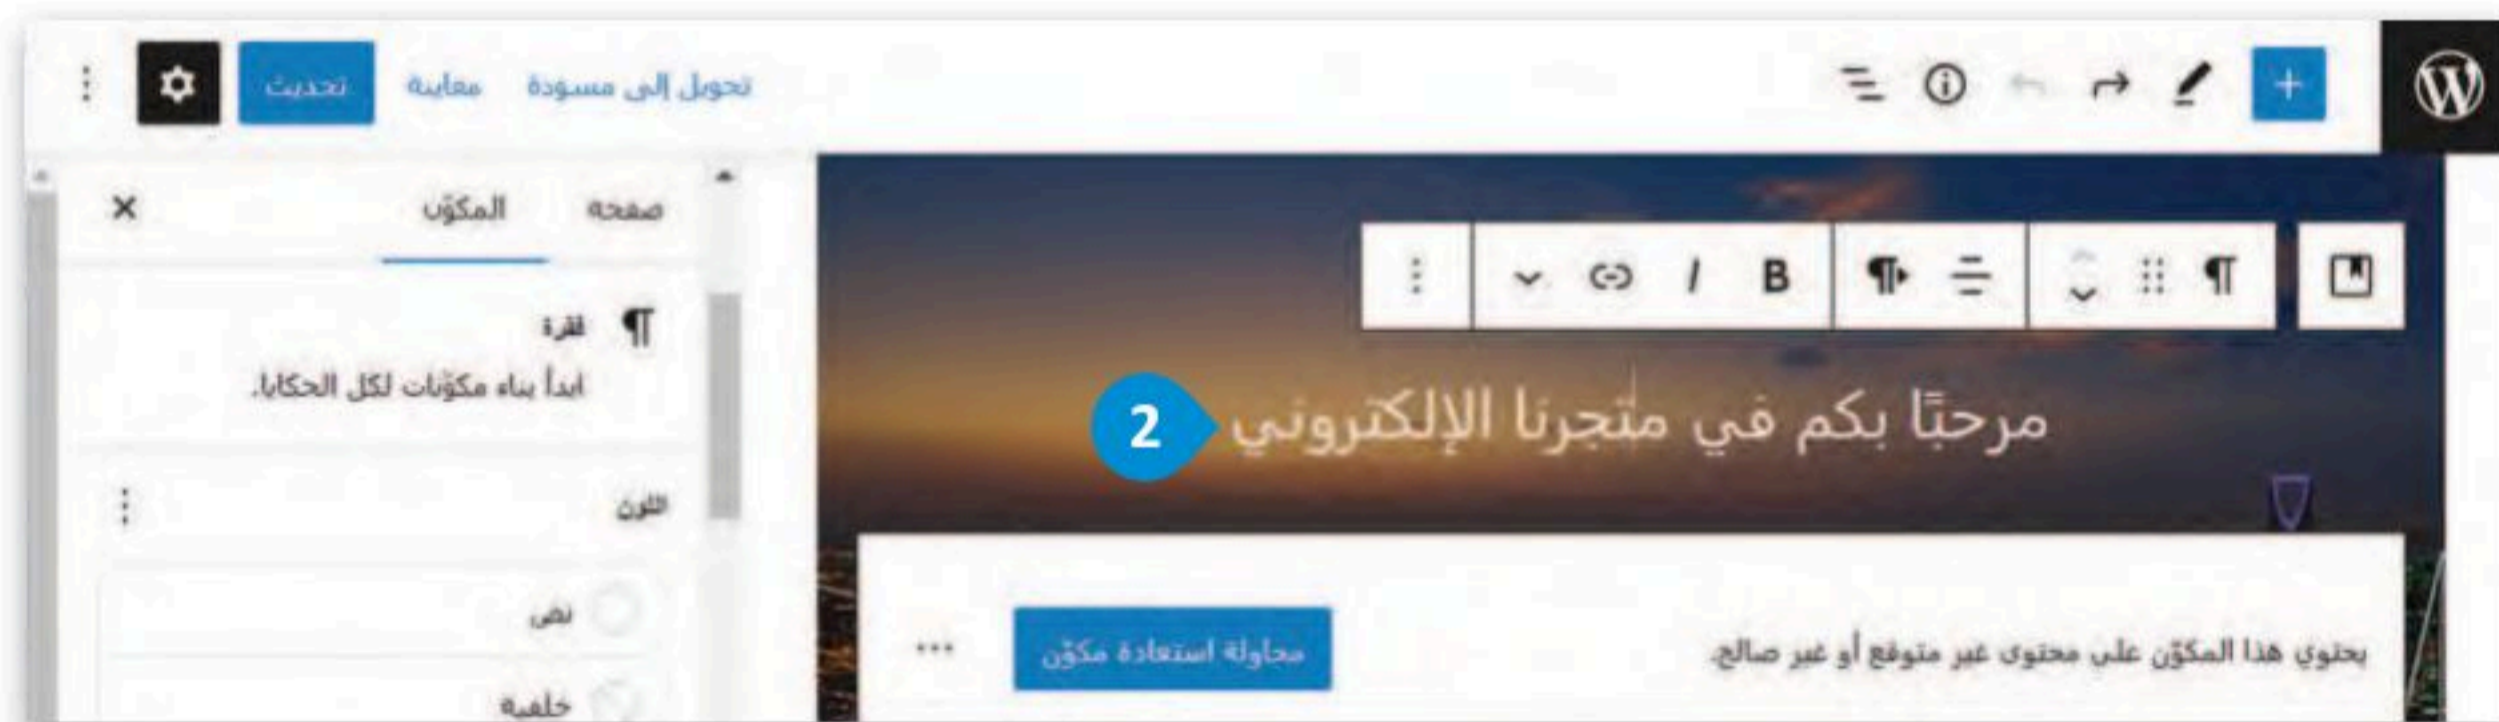 تحويل إلى مسودة معاينة تحديث
صفحة المكوّن
فقرة
ابدأ بناء مكوّنات لكل الحكايا.
اللون
نص
خلفية
B I
مرحبًا بكم في متجرنا الإلكتروني 2
يحتوي هذا المكوّن على محتوى غير متوقع أو غير صالح.
محاولة استعادة مكوّن